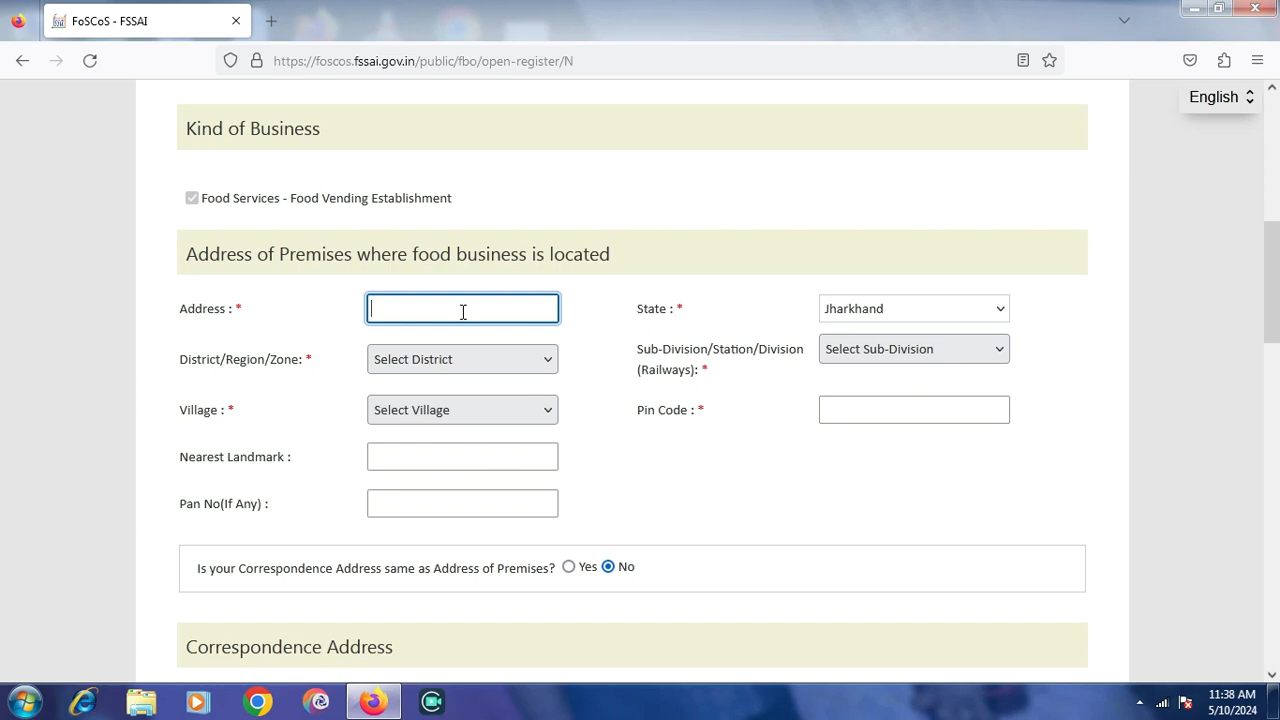 FoSCoS - FSSAI
https://foscos.fssai.gov.in/public/fbo/open-register/N
English
Kind of Business
Food Services - Food Vending Establishment
Address of Premises where food business is located
Address : *
State : *
Jharkhand
District/Region/Zone: *
Select District
Sub-Division/Station/Division
(Railways): *
Select Sub-Division
Village : *
Select Village
Pin Code : *
Nearest Landmark :
Pan No(If Any) :
Is your Correspondence Address same as Address of Premises? Yes No
Correspondence Address
11:38 AM
5/10/2024